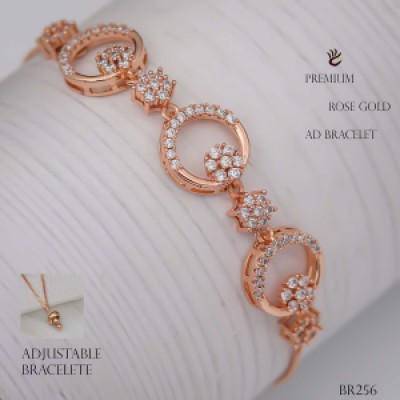 PREMIUM
ROSE GOLD
AD BRACELET
ADJUSTABLE
BRACELETE
BR256